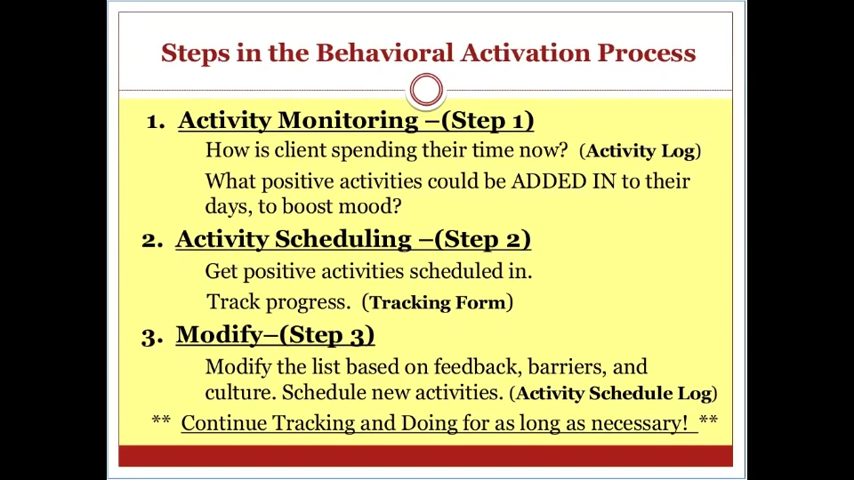 Steps in the Behavioral Activation Process
1. Activity Monitoring –(Step 1)
How is client spending their time now? (Activity Log)
What positive activities could be ADDED IN to their
days, to boost mood?
2. Activity Scheduling –(Step 2)
Get positive activities scheduled in.
Track progress. (Tracking Form)
3. Modify–(Step 3)
Modify the list based on feedback, barriers, and
culture. Schedule new activities. (Activity Schedule Log)
** Continue Tracking and Doing for as long as necessary! **